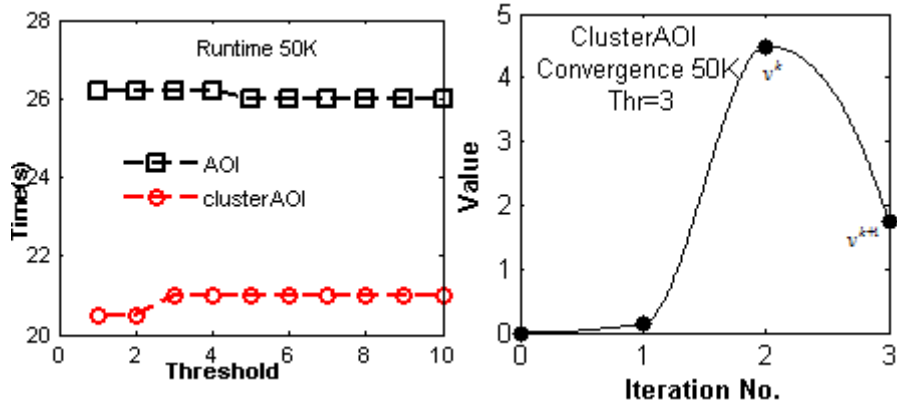 28
26
24
22
20
0
2
4
6
8
10
Time(s)
Threshold
Runtime 50K
AOI
clusterAOI
5
4
3
2
1
0
0
1
2
3
Value
Iteration No.
ClusterAOI
Convergence 50K
Thr=3
v^k
v^{k+1}